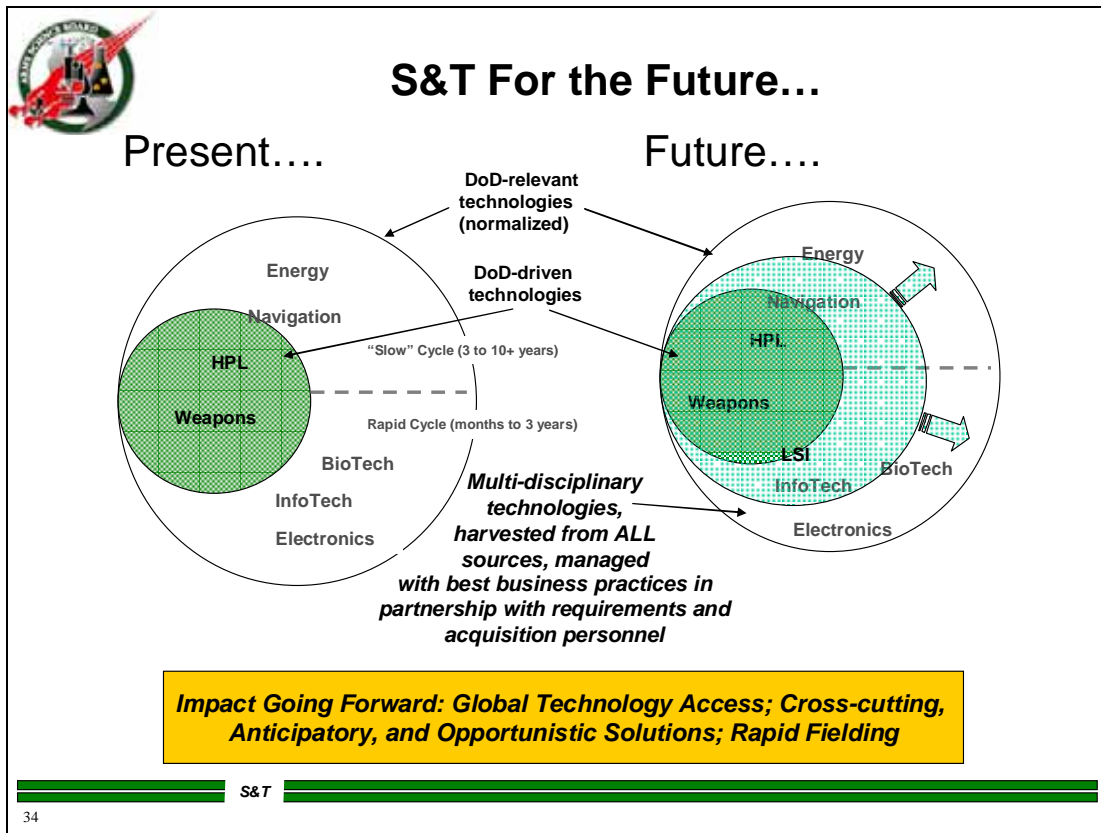 ARMY SCIENCE BOARD
S&T For the Future…
Present….
Future….
DoD-relevant
technologies
(normalized)
DoD-driven
technologies
Energy
Navigation
HPL
Weapons
“Slow” Cycle (3 to 10+ years)
Rapid Cycle (months to 3 years)
BioTech
InfoTech
Electronics
Energy
Navigation
HPL
Weapons
LSI
InfoTech
BioTech
Electronics
Multi-disciplinary
technologies,
harvested from ALL
sources, managed
with best business practices in
partnership with requirements and
acquisition personnel
Impact Going Forward: Global Technology Access; Cross-cutting,
Anticipatory, and Opportunistic Solutions; Rapid Fielding
S&T
34